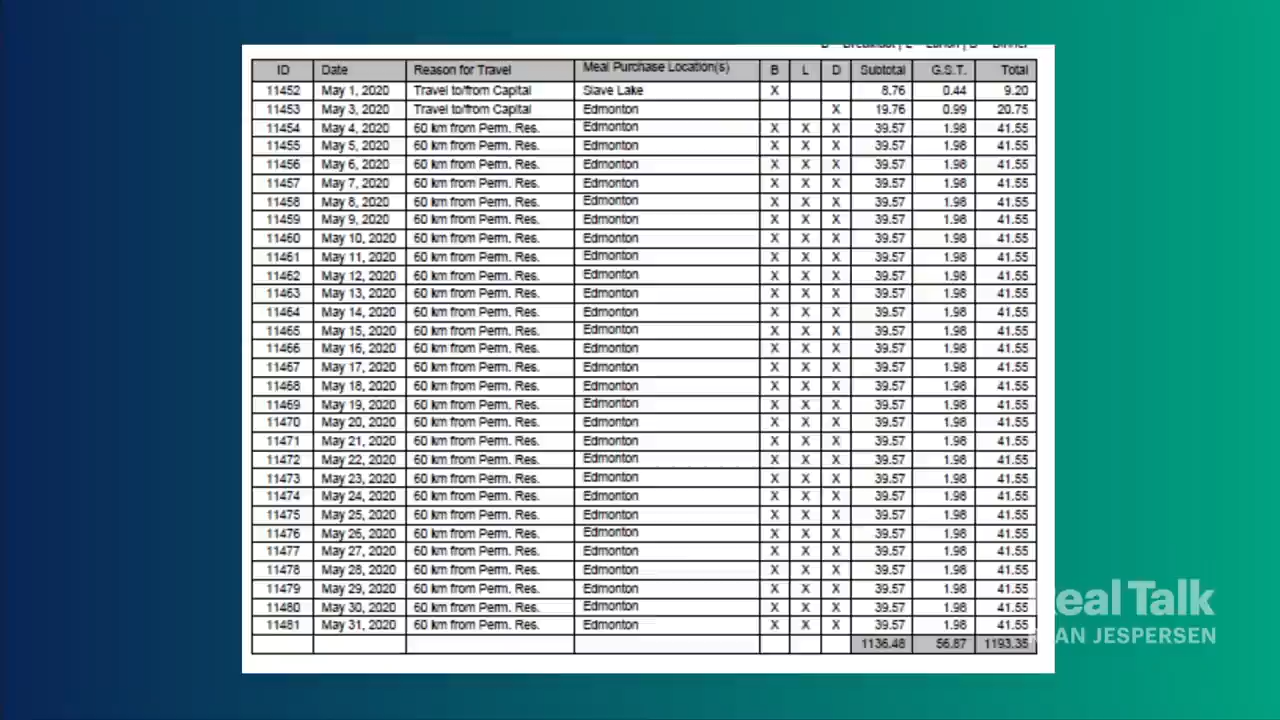 B - Breakfast | L - Lunch | D - Dinner
ID Date Reason for Travel Meal Purchase Location(s) B L D Subtotal G.S.T. Total
11452 May 1, 2020 Travel to/from Capital Slave Lake X 8.76 0.44 9.20
11453 May 3, 2020 Travel to/from Capital Edmonton X 19.76 0.99 20.75
11454 May 4, 2020 60 km from Perm. Res. Edmonton X X X 39.57 1.98 41.55
11455 May 5, 2020 60 km from Perm. Res. Edmonton X X X 39.57 1.98 41.55
11456 May 6, 2020 60 km from Perm. Res. Edmonton X X X 39.57 1.98 41.55
11457 May 7, 2020 60 km from Perm. Res. Edmonton X X X 39.57 1.98 41.55
11458 May 8, 2020 60 km from Perm. Res. Edmonton X X X 39.57 1.98 41.55
11459 May 9, 2020 60 km from Perm. Res. Edmonton X X X 39.57 1.98 41.55
11460 May 10, 2020 60 km from Perm. Res. Edmonton X X X 39.57 1.98 41.55
11461 May 11, 2020 60 km from Perm. Res. Edmonton X X X 39.57 1.98 41.55
11462 May 12, 2020 60 km from Perm. Res. Edmonton X X X 39.57 1.98 41.55
11463 May 13, 2020 60 km from Perm. Res. Edmonton X X X 39.57 1.98 41.55
11464 May 14, 2020 60 km from Perm. Res. Edmonton X X X 39.57 1.98 41.55
11465 May 15, 2020 60 km from Perm. Res. Edmonton X X X 39.57 1.98 41.55
11466 May 16, 2020 60 km from Perm. Res. Edmonton X X X 39.57 1.98 41.55
11467 May 17, 2020 60 km from Perm. Res. Edmonton X X X 39.57 1.98 41.55
11468 May 18, 2020 60 km from Perm. Res. Edmonton X X X 39.57 1.98 41.55
11469 May 19, 2020 60 km from Perm. Res. Edmonton X X X 39.57 1.98 41.55
11470 May 20, 2020 60 km from Perm. Res. Edmonton X X X 39.57 1.98 41.55
11471 May 21, 2020 60 km from Perm. Res. Edmonton X X X 39.57 1.98 41.55
11472 May 22, 2020 60 km from Perm. Res. Edmonton X X X 39.57 1.98 41.55
11473 May 23, 2020 60 km from Perm. Res. Edmonton X X X 39.57 1.98 41.55
11474 May 24, 2020 60 km from Perm. Res. Edmonton X X X 39.57 1.98 41.55
11475 May 25, 2020 60 km from Perm. Res. Edmonton X X X 39.57 1.98 41.55
11476 May 26, 2020 60 km from Perm. Res. Edmonton X X X 39.57 1.98 41.55
11477 May 27, 2020 60 km from Perm. Res. Edmonton X X X 39.57 1.98 41.55
11478 May 28, 2020 60 km from Perm. Res. Edmonton X X X 39.57 1.98 41.55
11479 May 29, 2020 60 km from Perm. Res. Edmonton X X X 39.57 1.98 41.55
11480 May 30, 2020 60 km from Perm. Res. Edmonton X X X 39.57 1.98 41.55
11481 May 31, 2020 60 km from Perm. Res. Edmonton X X X 39.57 1.98 41.55
1136.48 56.87 1193.35
Real Talk
RYAN JESPERSEN